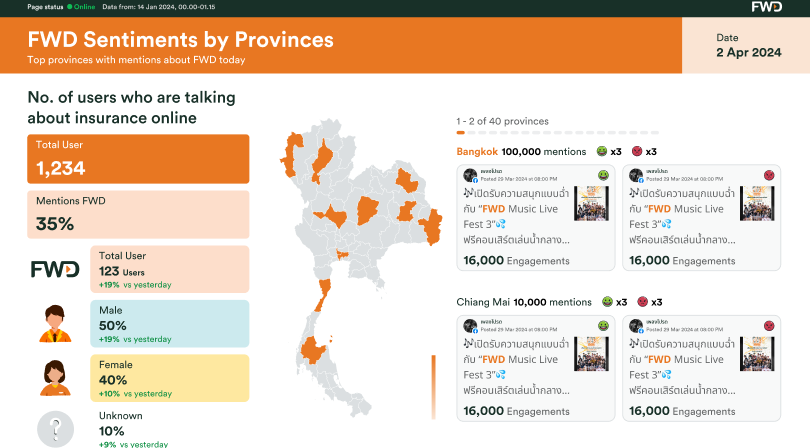 Page status Online Data from: 14 Jan 2024, 00.00-01.15
FWD
FWD Sentiments by Provinces
Top provinces with mentions about FWD today
Date
2 Apr 2024
No. of users who are talking
about insurance online
Total User
1,234
Mentions FWD
35%
FWD
Total User
123 Users
+19% vs yesterday
Male
50%
+19% vs yesterday
Female
40%
+10% vs yesterday
?
Unknown
10%
+9% vs yesterday
1 - 2 of 40 provinces
Bangkok 100,000 mentions x3 x3
เพลงโปรด
Posted 29 Mar 2024 at 08:00 PM
🎶เปิดรับความสนุกแบบฉ่ำ
กับ "FWD Music Live
Fest 3"💦
ฟรีคอนเสิร์ตเล่นน้ำกลาง...
16,000 Engagements
เพลงโปรด
Posted 29 Mar 2024 at 08:00 PM
🎶เปิดรับความสนุกแบบฉ่ำ
กับ "FWD Music Live
Fest 3"💦
ฟรีคอนเสิร์ตเล่นน้ำกลาง...
16,000 Engagements
Chiang Mai 10,000 mentions x3 x3
เพลงโปรด
Posted 29 Mar 2024 at 08:00 PM
🎶เปิดรับความสนุกแบบฉ่ำ
กับ "FWD Music Live
Fest 3"💦
ฟรีคอนเสิร์ตเล่นน้ำกลาง...
16,000 Engagements
เพลงโปรด
Posted 29 Mar 2024 at 08:00 PM
🎶เปิดรับความสนุกแบบฉ่ำ
กับ "FWD Music Live
Fest 3"💦
ฟรีคอนเสิร์ตเล่นน้ำกลาง...
16,000 Engagements